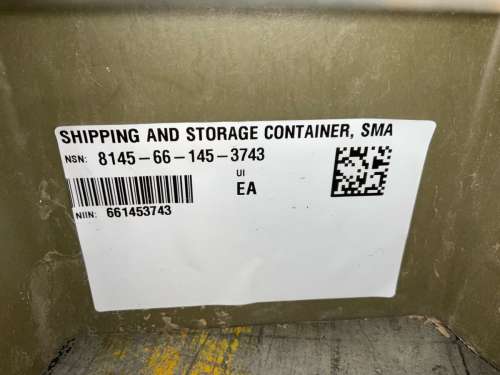 SHIPPING AND STORAGE CONTAINER, SMA
NSN: 8145-66-145-3743
UI
EA
NIIN: 661453743